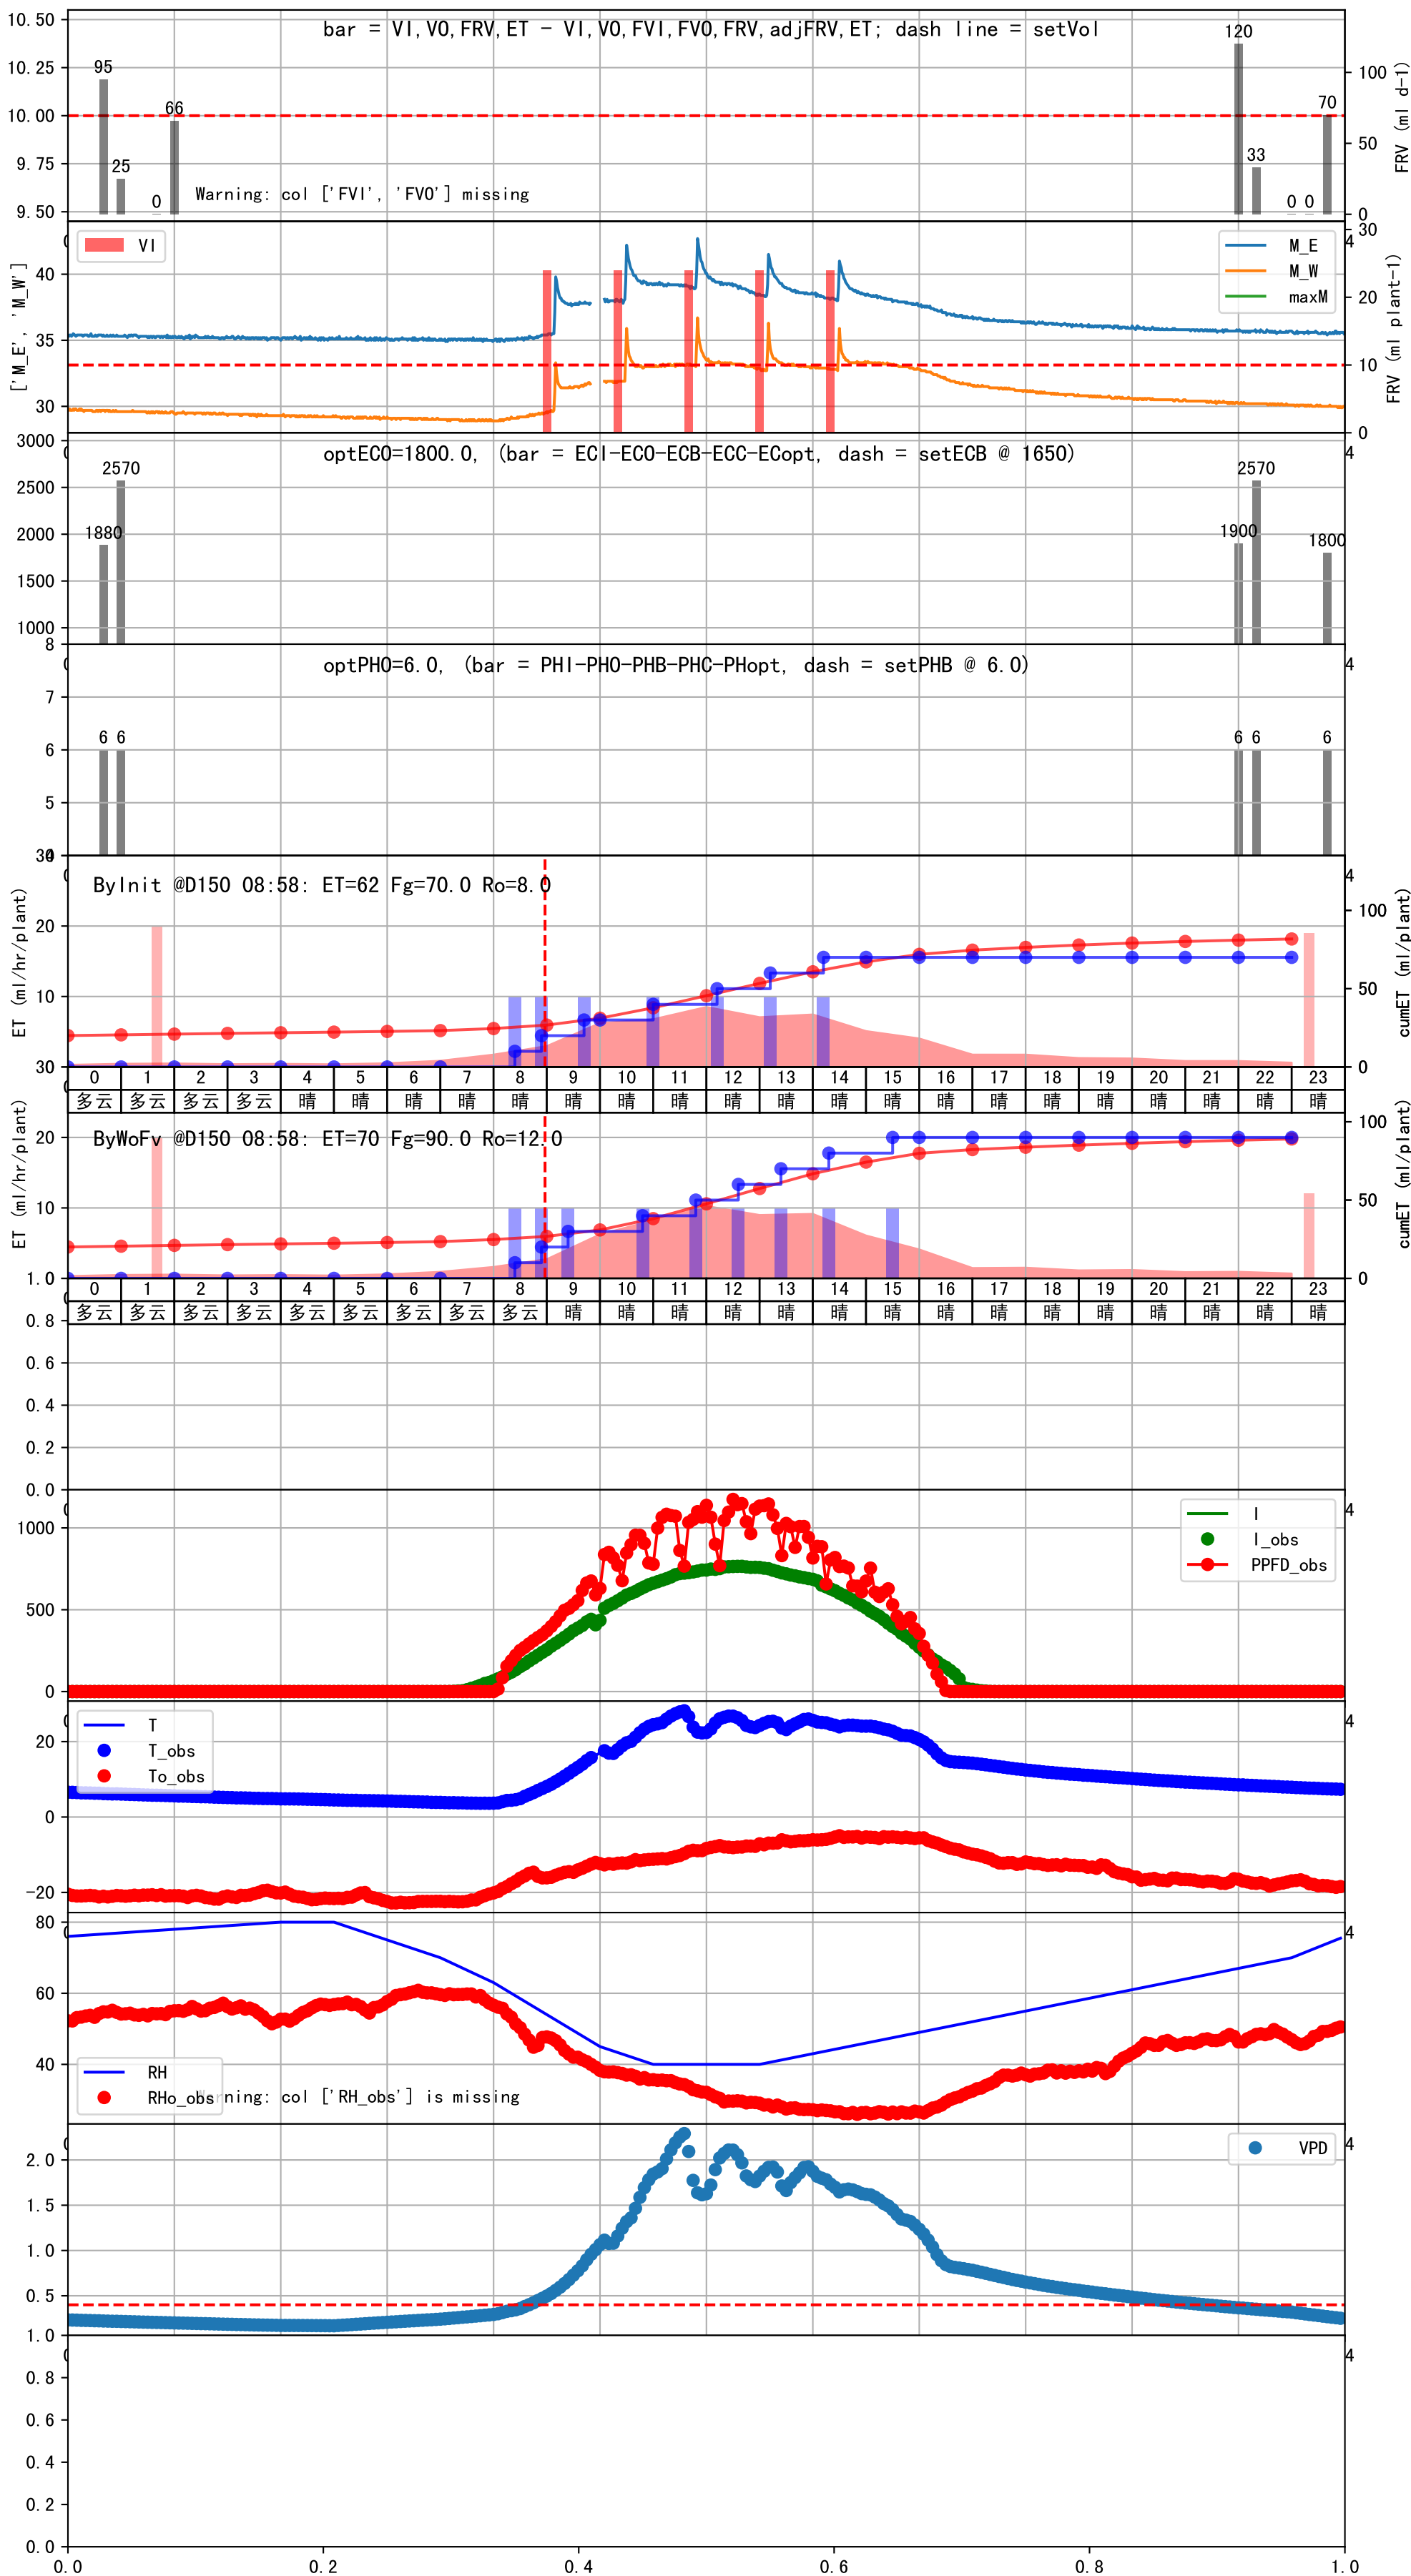 bar = VI,VO,FRV,ET - VI,VO,FVI,FVO,FRV,adjFRV,ET; dash line = setVol
10.50
10.25
10.00
9.75
9.50
95
25
0
66
120
33
0 0
70
100
50
0
FRV (ml d-1)
Warning: col ['FVI', 'FVO'] missing
['M_E', 'M_W']
40
35
30
VI
M_E
M_W
maxM
4
30
20
10
0
FRV (ml plant-1)
optECO=1800.0, (bar = ECI-ECO-ECB-ECC-ECopt, dash = setECB @ 1650)
3000
2500
2000
1500
1000
1880
2570
1900
2570
1800
4
optPHO=6.0, (bar = PHI-PHO-PHB-PHC-PHopt, dash = setPHB @ 6.0)
8
7
6
5
6 6
6 6
6
4
ByInit @D150 08:58: ET=62 Fg=70.0 Ro=8.0
ET (ml/hr/plant)
20
10
4
100
50
0
cumET (ml/plant)
0 1 2 3 4 5 6 7 8 9 10 11 12 13 14 15 16 17 18 19 20 21 22 23
多云 多云 多云 多云 晴 晴 晴 晴 晴 晴 晴 晴 晴 晴 晴 晴 晴 晴 晴 晴 晴 晴 晴 晴
ByWoFv @D150 08:58: ET=70 Fg=90.0 Ro=12.0
ET (ml/hr/plant)
30
20
10
100
50
0
cumET (ml/plant)
0 1 2 3 4 5 6 7 8 9 10 11 12 13 14 15 16 17 18 19 20 21 22 23
多云 多云 多云 多云 多云 多云 多云 多云 多云 晴 晴 晴 晴 晴 晴 晴 晴 晴 晴 晴 晴 晴 晴 晴
1.0
0.8
0.6
0.4
0.2
0.0
1000
500
0
I
I_obs
PPFD_obs
4
20
0
-20
T
T_obs
To_obs
4
80
60
40
RH
RHo_obs
rning: col ['RH_obs'] is missing
4
2.0
1.5
1.0
0.5
VPD
4
1.0
0.8
0.6
0.4
0.2
0.0
4
0.0 0.2 0.4 0.6 0.8 1.0